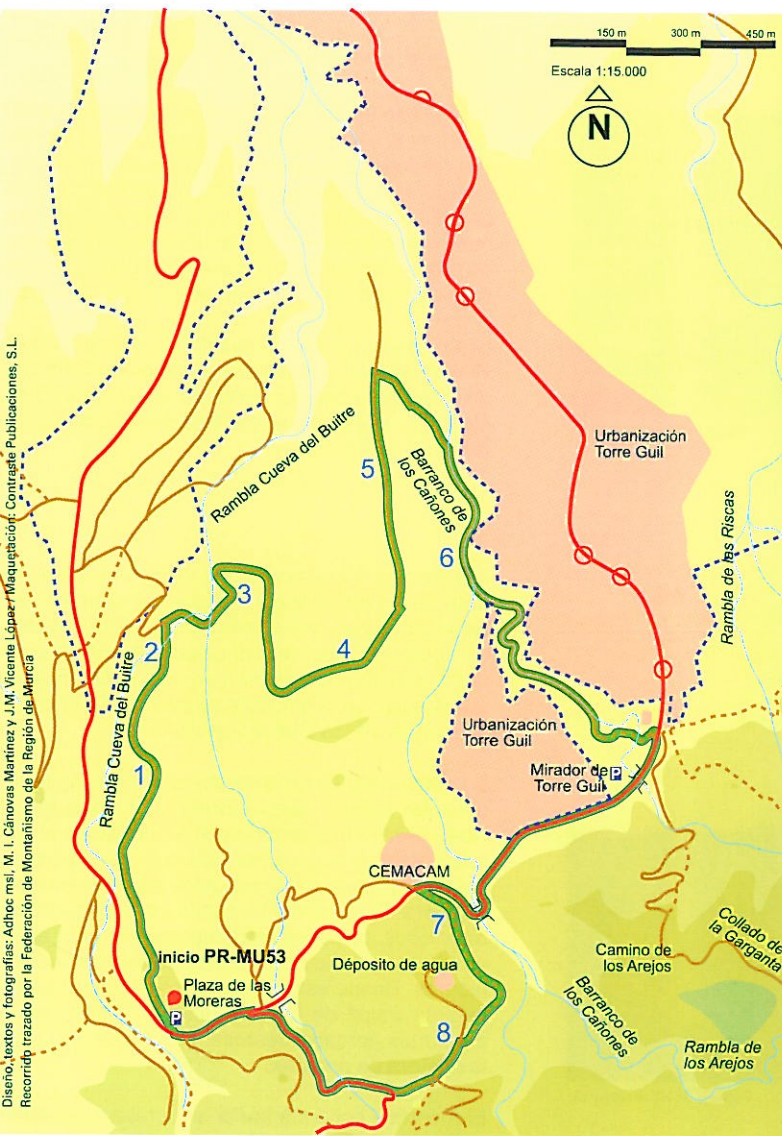 150 m
300 m
450 m
Escala 1:15.000
N
Diseño, textos y fotografías: Adhoc msl, M. I. Cánovas Martínez y J.M. Vicente López / Maquetación: Contraste Publicaciones, S.L.
Recorrido trazado por la Federación de Montañismo de la Región de Murcia
Rambla Cueva del Buitre
Urbanización
Torre Guil
5
Barranco de
los Cañones
6
Rambla de las Riscas
3
2
4
Rambla Cueva del Buitre
1
Urbanización
Torre Guil
Mirador de
Torre Guil
P
CEMACAM
7
inicio PR-MU53
Plaza de las
Moreras
P
Déposito de agua
8
Camino de
los Arejos
Collado de
la Garganta
Barranco de
los Cañones
Rambla de
los Arejos